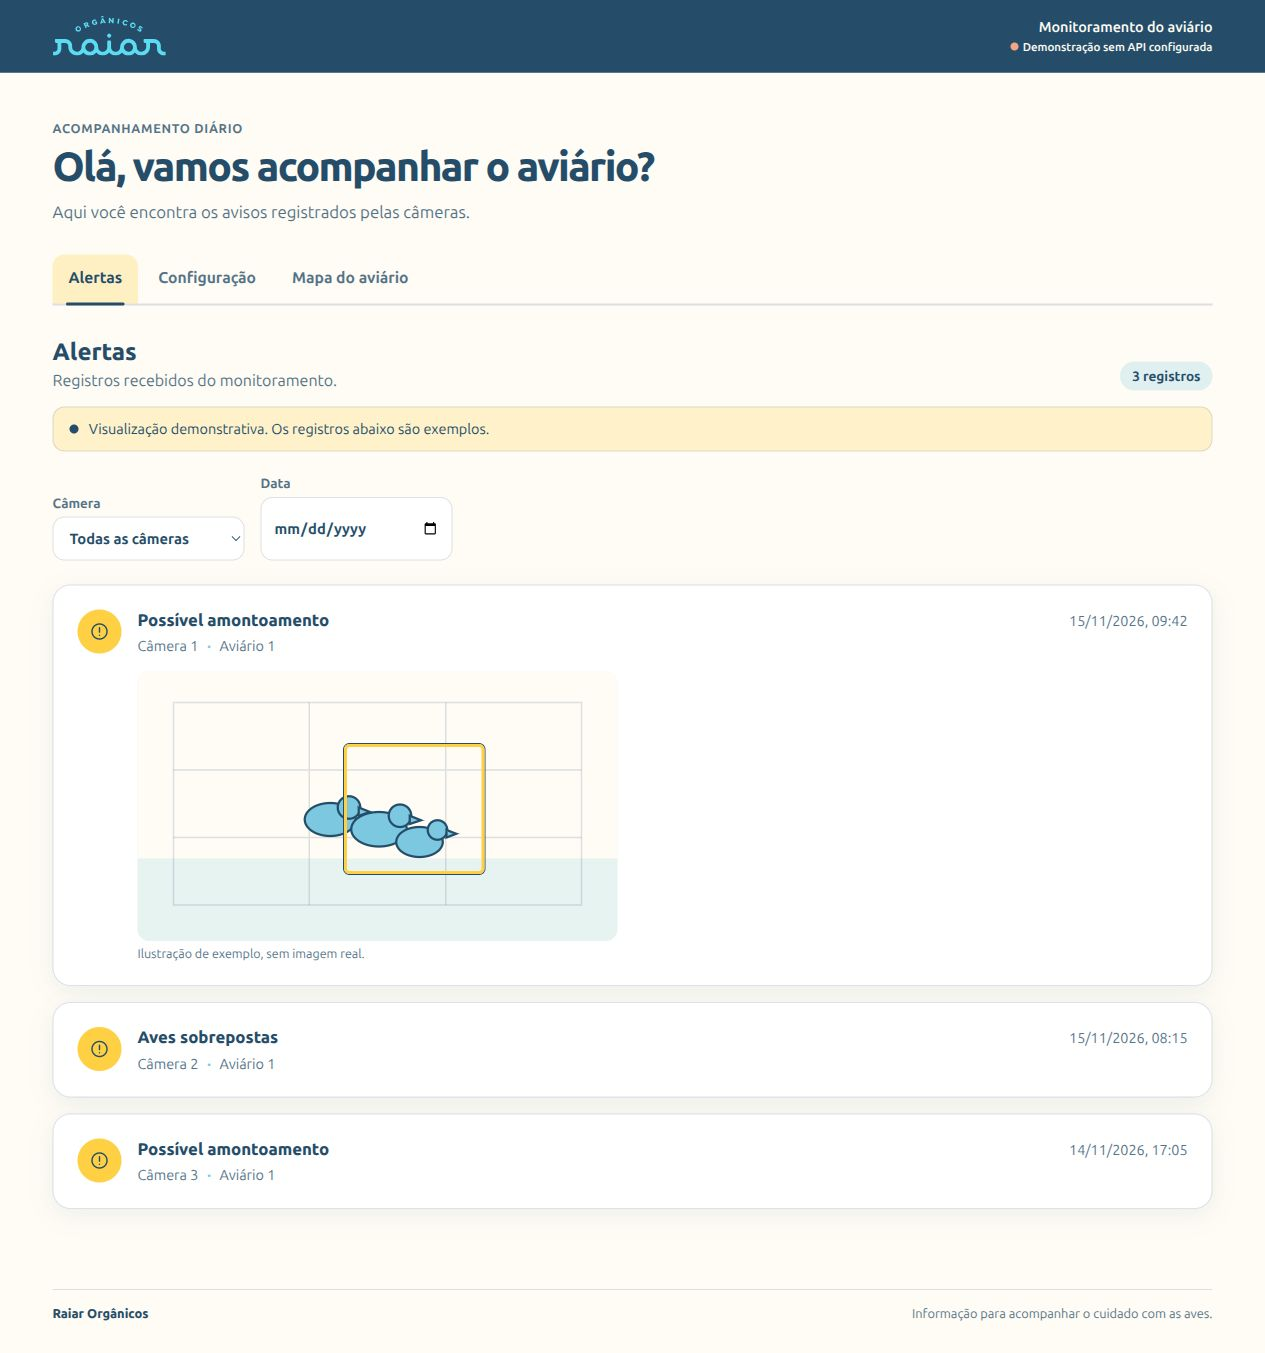 ORGÂNICOS
raiar
Monitoramento do aviário
Demonstração sem API configurada
ACOMPANHAMENTO DIÁRIO
Olá, vamos acompanhar o aviário?
Aqui você encontra os avisos registrados pelas câmeras.
Alertas Configuração Mapa do aviário
Alertas
Registros recebidos do monitoramento.
3 registros
Visualização demonstrativa. Os registros abaixo são exemplos.
Câmera
Todas as câmeras
Data
mm/dd/yyyy
Possível amontoamento
15/11/2026, 09:42
Câmera 1 · Aviário 1
Ilustração de exemplo, sem imagem real.
Aves sobrepostas
15/11/2026, 08:15
Câmera 2 · Aviário 1
Possível amontoamento
14/11/2026, 17:05
Câmera 3 · Aviário 1
Raiar Orgânicos
Informação para acompanhar o cuidado com as aves.